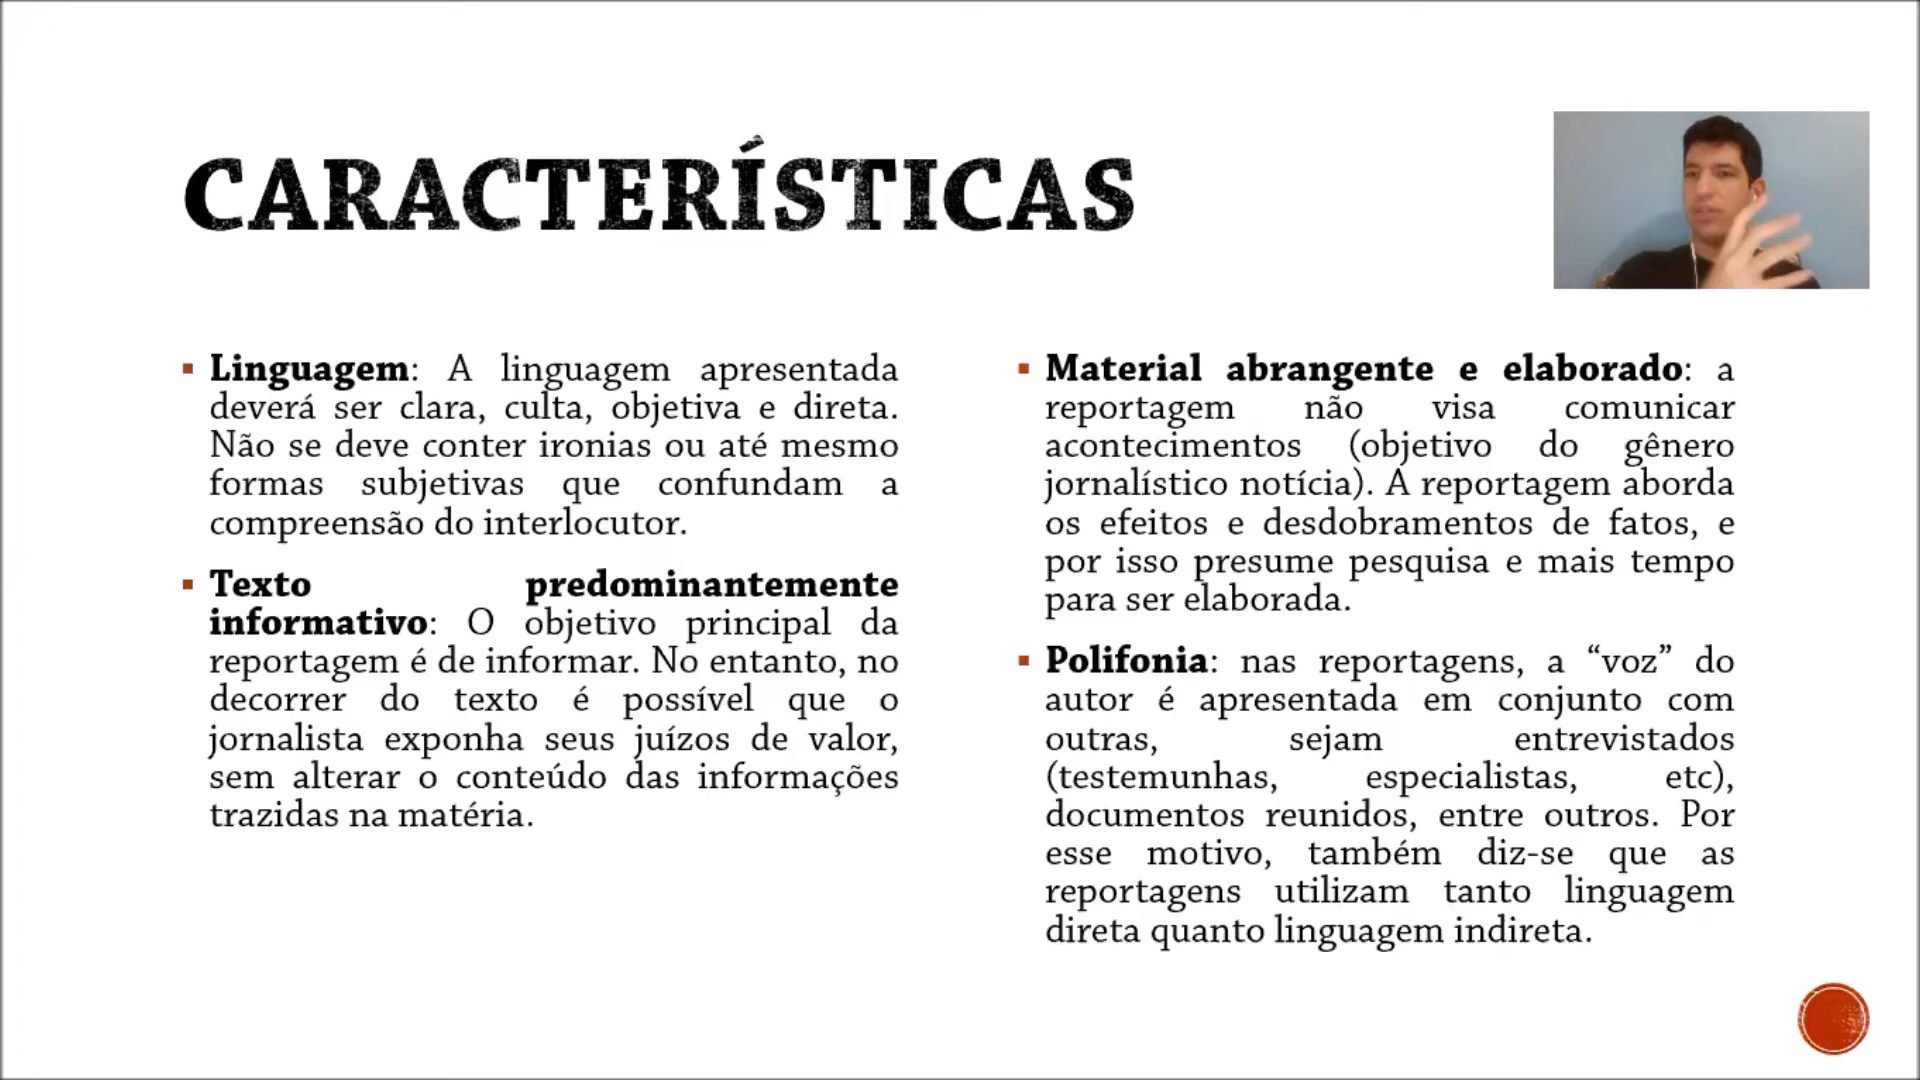 CARACTERÍSTICAS
Linguagem: A linguagem apresentada
deverá ser clara, culta, objetiva e direta.
Não se deve conter ironias ou até mesmo
formas subjetivas que confundam a
compreensão do interlocutor.
Texto predominantemente
informativo: O objetivo principal da
reportagem é de informar. No entanto, no
decorrer do texto é possível que o
jornalista exponha seus juízos de valor,
sem alterar o conteúdo das informações
trazidas na matéria.
Material abrangente e elaborado: a
reportagem não visa comunicar
acontecimentos (objetivo do gênero
jornalístico notícia). A reportagem aborda
os efeitos e desdobramentos de fatos, e
por isso presume pesquisa e mais tempo
para ser elaborada.
Polifonia: nas reportagens, a “voz” do
autor é apresentada em conjunto com
outras, sejam entrevistados
(testemunhas, especialistas, etc),
documentos reunidos, entre outros. Por
esse motivo, também diz-se que as
reportagens utilizam tanto linguagem
direta quanto linguagem indireta.